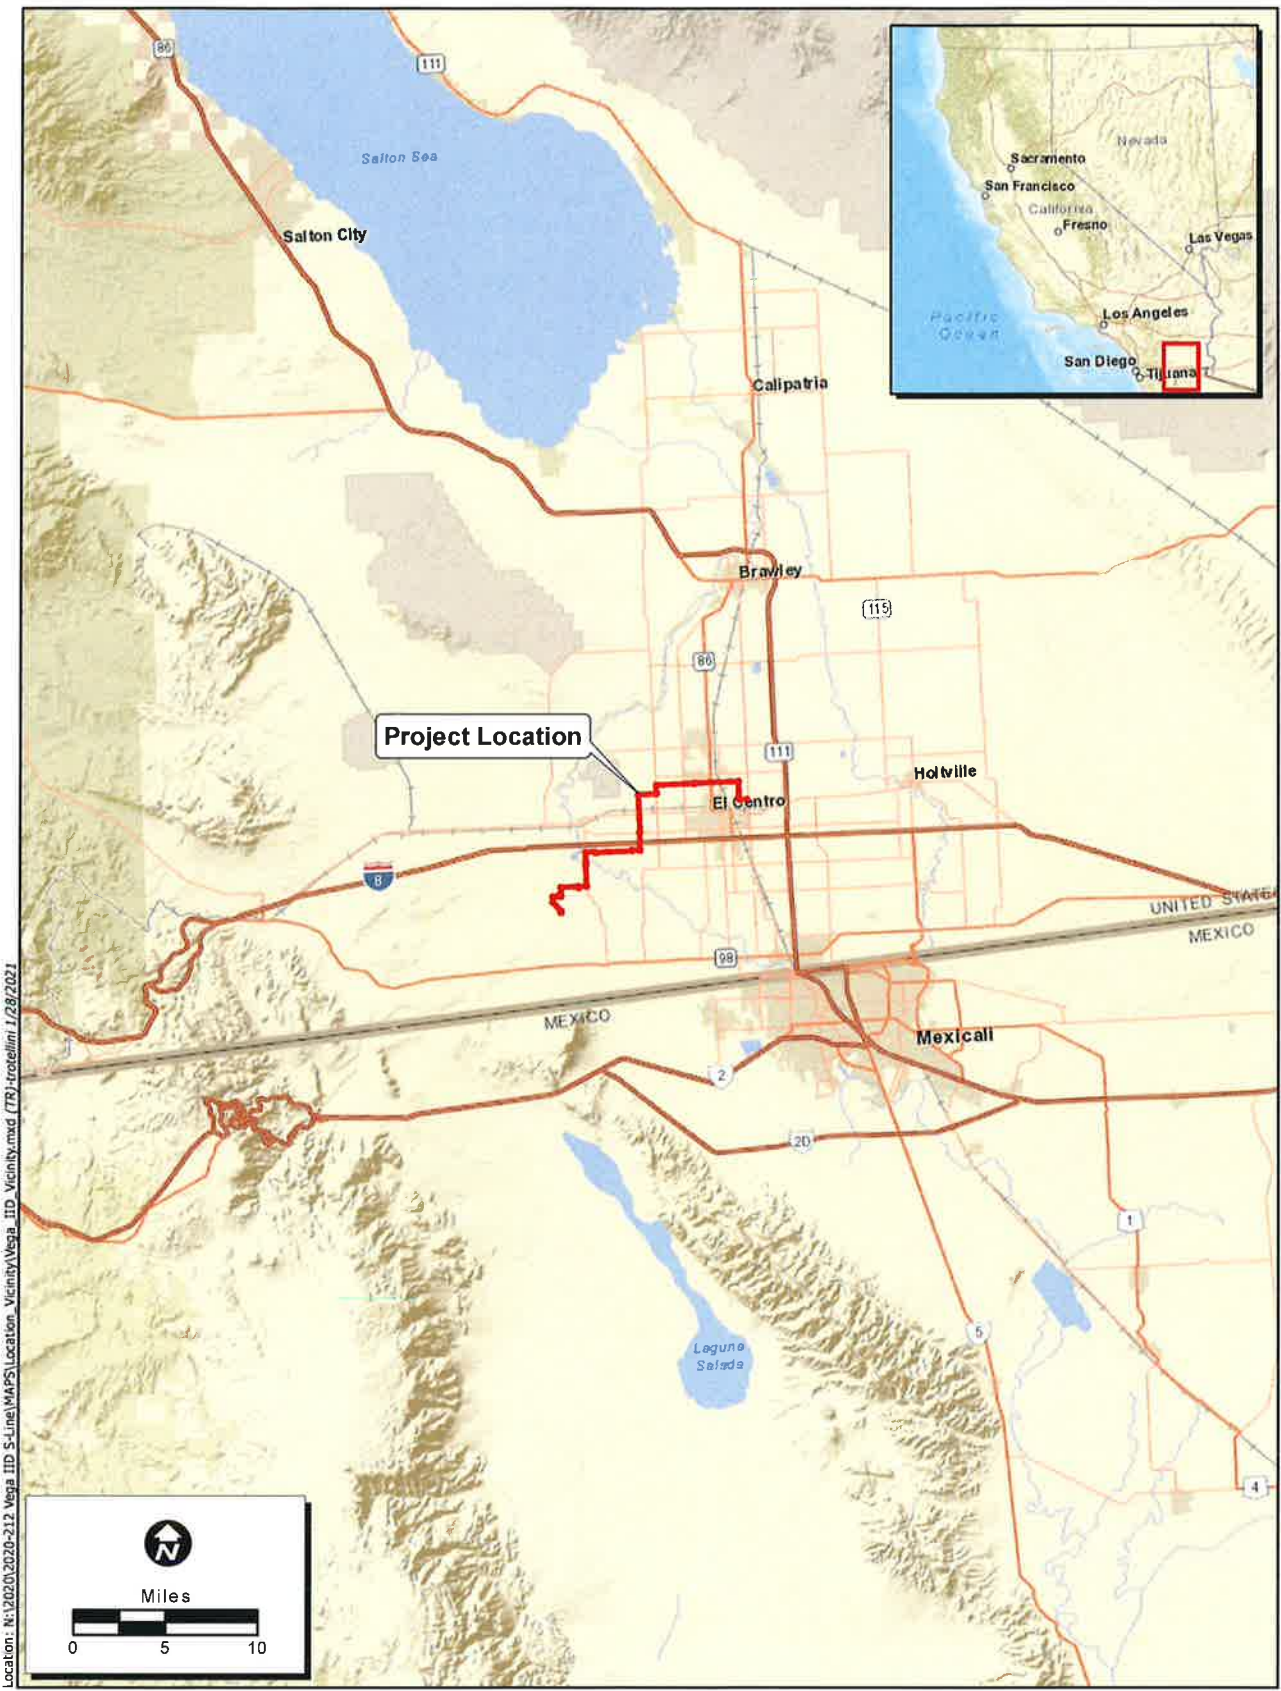 86
111
Salton Sea
Salton City
Nevada
Sacramento
San Francisco
California
Fresno
Las Vegas
Pacific
Ocean
Los Angeles
San Diego
Tijuana
Calipatria
Brawley
115
86
Project Location
111
Holtville
El Centro
8
UNITED STATES
MEXICO
98
MEXICO
Mexicali
2
2D
1
5
Laguna
Salada
4
N
Miles
0 5 10
Location: N:\2020\2020-212 Vega IID S-Line\MAPS\Location_Vicinity\Vega_IID_Vicinity.mxd (TR)-trotellini 1/28/2021